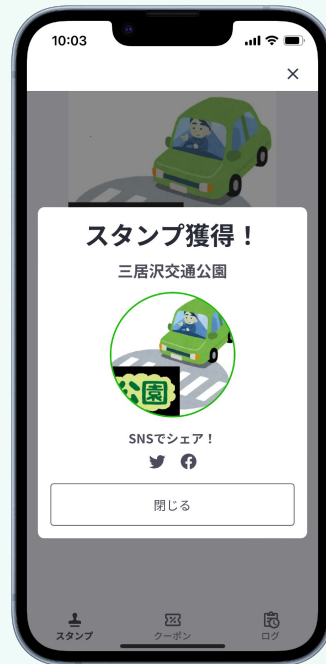 10:03
スタンプ獲得！
三居沢交通公園
公園
SNSでシェア！
閉じる
スタンプ
クーポン
ログ